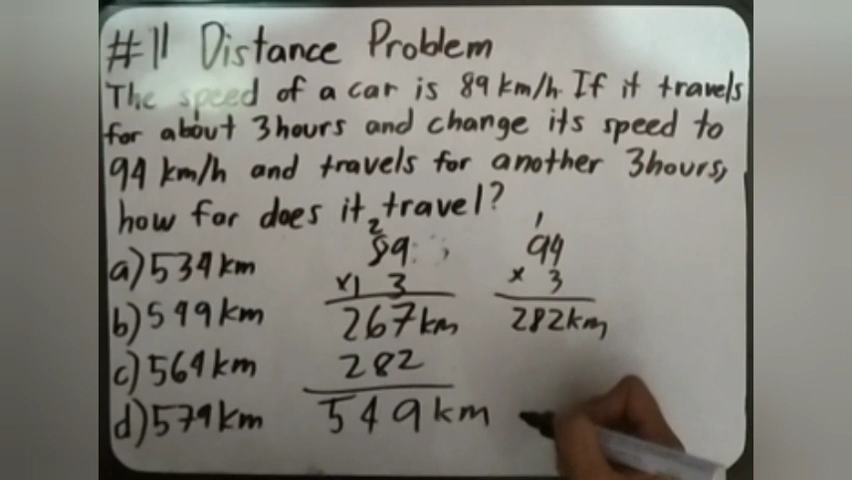 #11 Distance Problem
The speed of a car is 89 km/h If it travels
for about 3 hours and change its speed to
94 km/h and travels for another 3 hours,
how far does it travel?
a) 534 km
b) 549 km
c) 564 km
d) 579 km
2
89
× 3
267 km
282
549 km
1
94
× 3
282 km